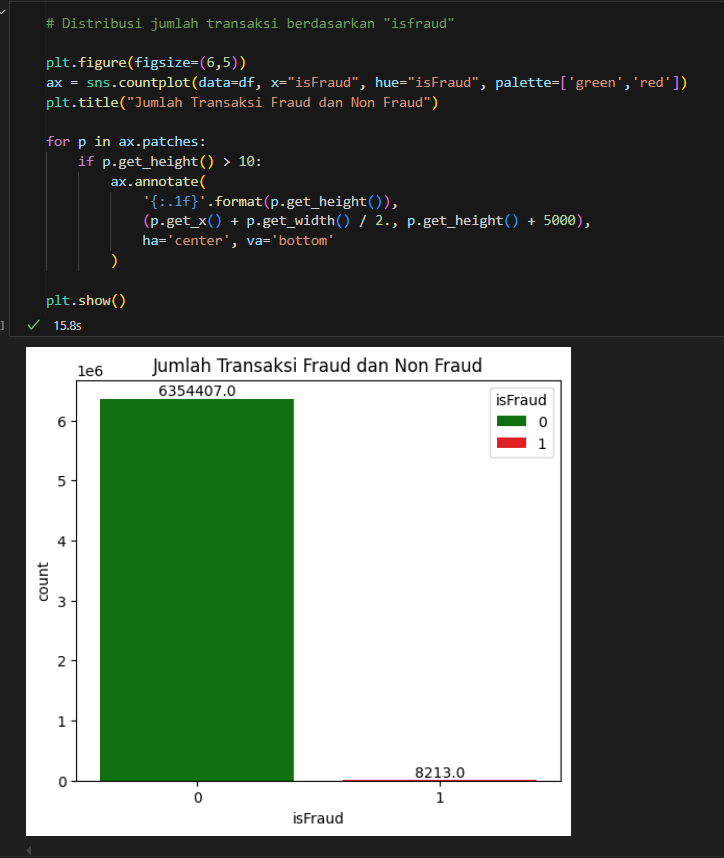 # Distribusi jumlah transaksi berdasarkan "isfraud"
plt.figure(figsize=(6,5))
ax = sns.countplot(data=df, x="isFraud", hue="isFraud", palette=['green','red'])
plt.title("Jumlah Transaksi Fraud dan Non Fraud")
for p in ax.patches:
    if p.get_height() > 10:
        ax.annotate(
            '{:.1f}'.format(p.get_height()),
            (p.get_x() + p.get_width() / 2., p.get_height() + 5000),
            ha='center', va='bottom'
        )
plt.show()
] 15.8s
Jumlah Transaksi Fraud dan Non Fraud
1e6
6354407.0
isFraud
0
1
6
5
4
3
2
1
0
count
8213.0
0 1
isFraud